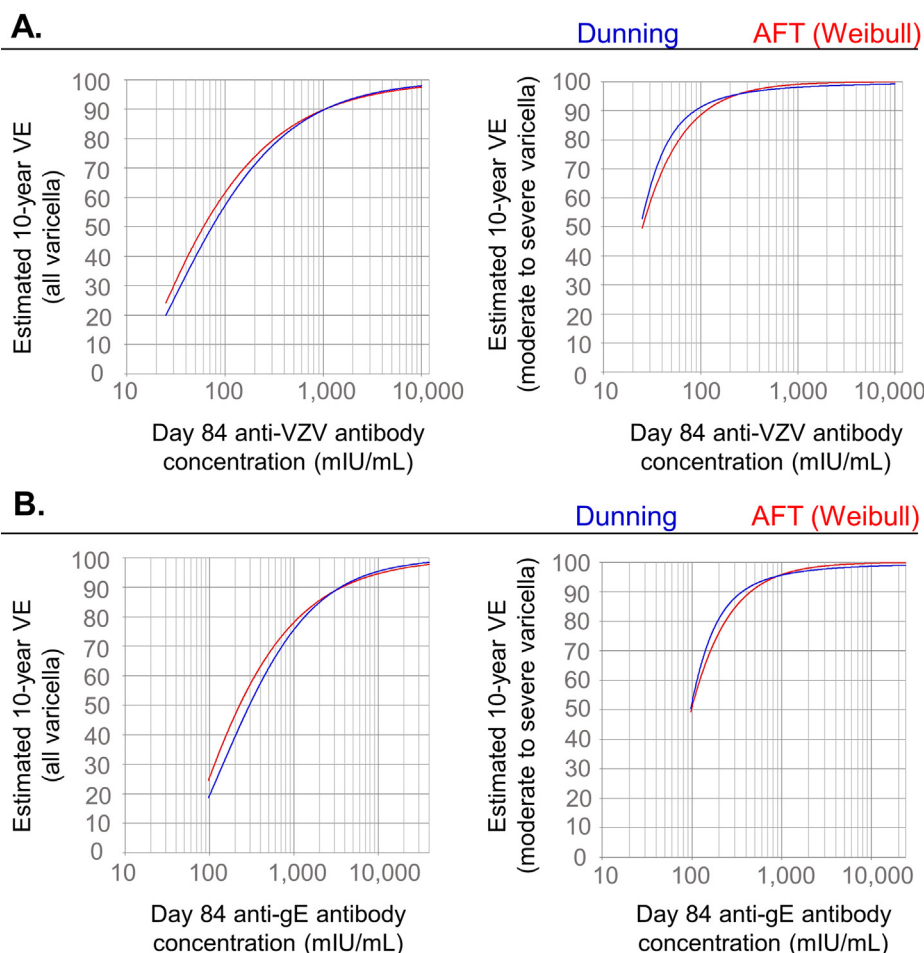 A.
Dunning AFT (Weibull)
Estimated 10-year VE
(all varicella)
100
90
80
70
60
50
40
30
20
10
0
10 100 1,000 10,000
Day 84 anti-VZV antibody
concentration (mIU/mL)
Estimated 10-year VE
(moderate to severe varicella)
100
90
80
70
60
50
40
30
20
10
0
10 100 1,000 10,000
Day 84 anti-VZV antibody
concentration (mIU/mL)
B.
Dunning AFT (Weibull)
Estimated 10-year VE
(all varicella)
100
90
80
70
60
50
40
30
20
10
0
10 100 1,000 10,000
Day 84 anti-gE antibody
concentration (mIU/mL)
Estimated 10-year VE
(moderate to severe varicella)
100
90
80
70
60
50
40
30
20
10
0
10 100 1,000 10,000
Day 84 anti-gE antibody
concentration (mIU/mL)